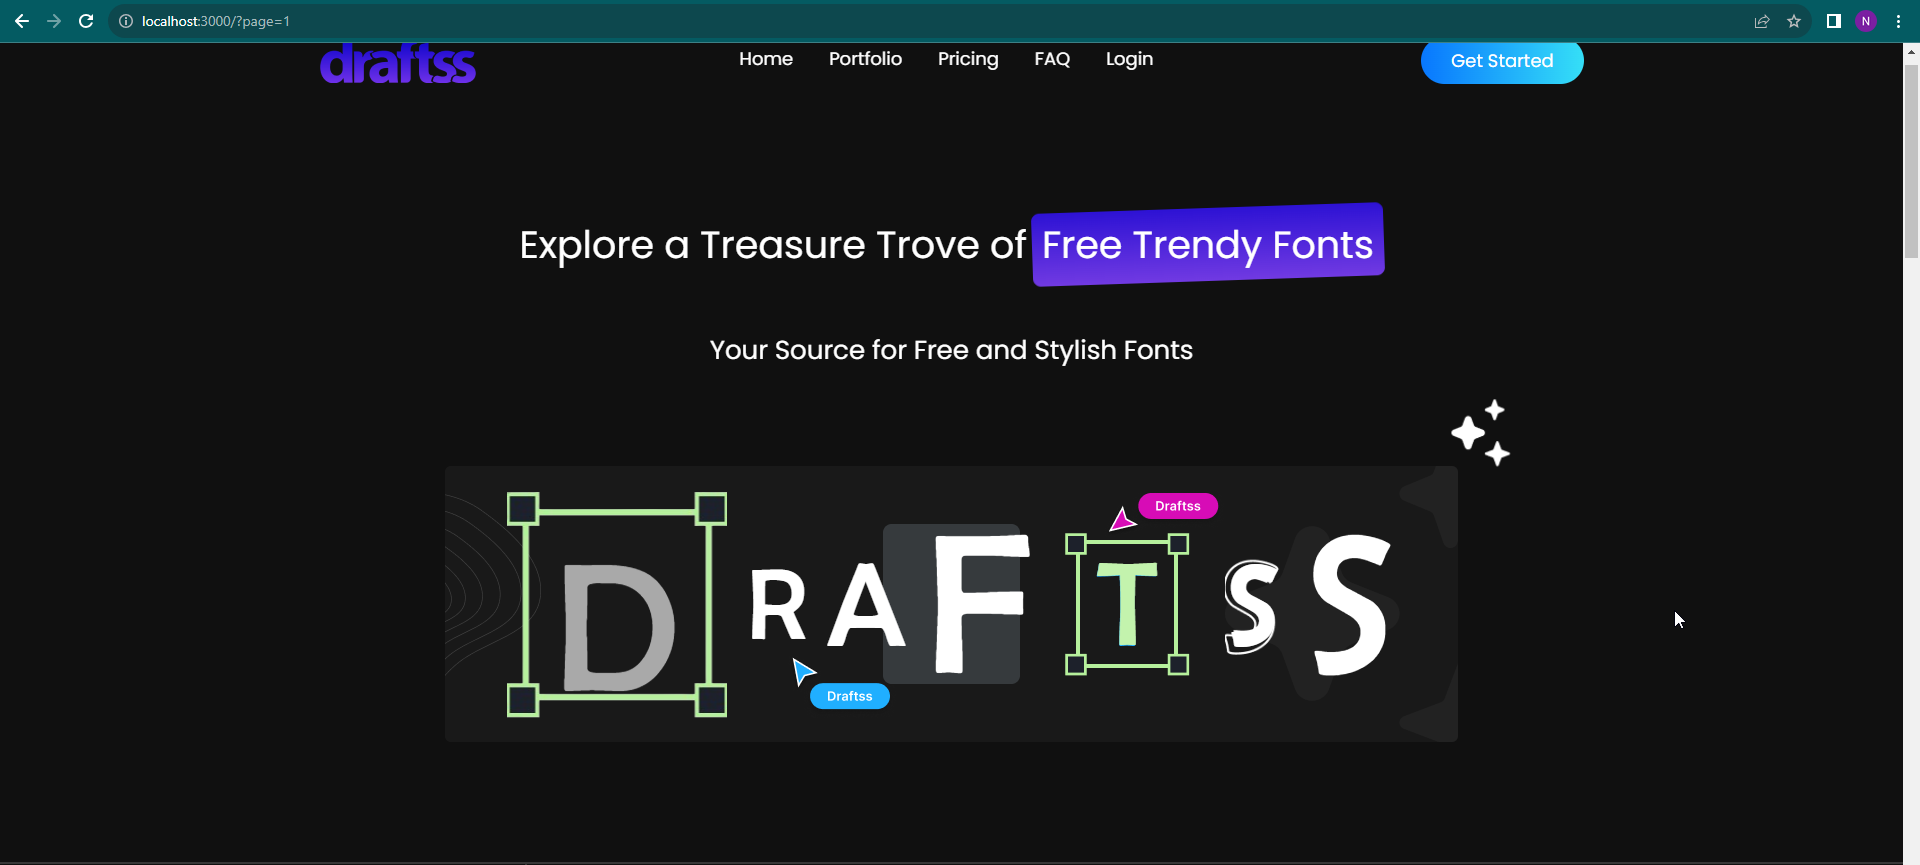 localhost:3000/?page=1
N
draftss
Home Portfolio Pricing FAQ Login
Get Started
Explore a Treasure Trove of Free Trendy Fonts
Your Source for Free and Stylish Fonts
Draftss
DRAFTSS
Draftss